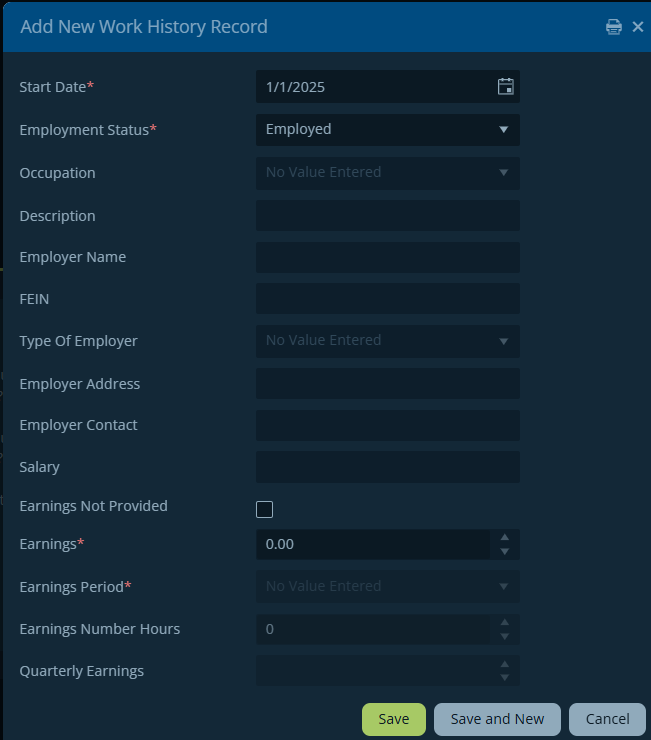 Add New Work History Record
Start Date* 1/1/2025
Employment Status* Employed
Occupation No Value Entered
Description
Employer Name
FEIN
Type Of Employer No Value Entered
Employer Address
Employer Contact
Salary
Earnings Not Provided
Earnings* 0.00
Earnings Period* No Value Entered
Earnings Number Hours 0
Quarterly Earnings
Save Save and New Cancel